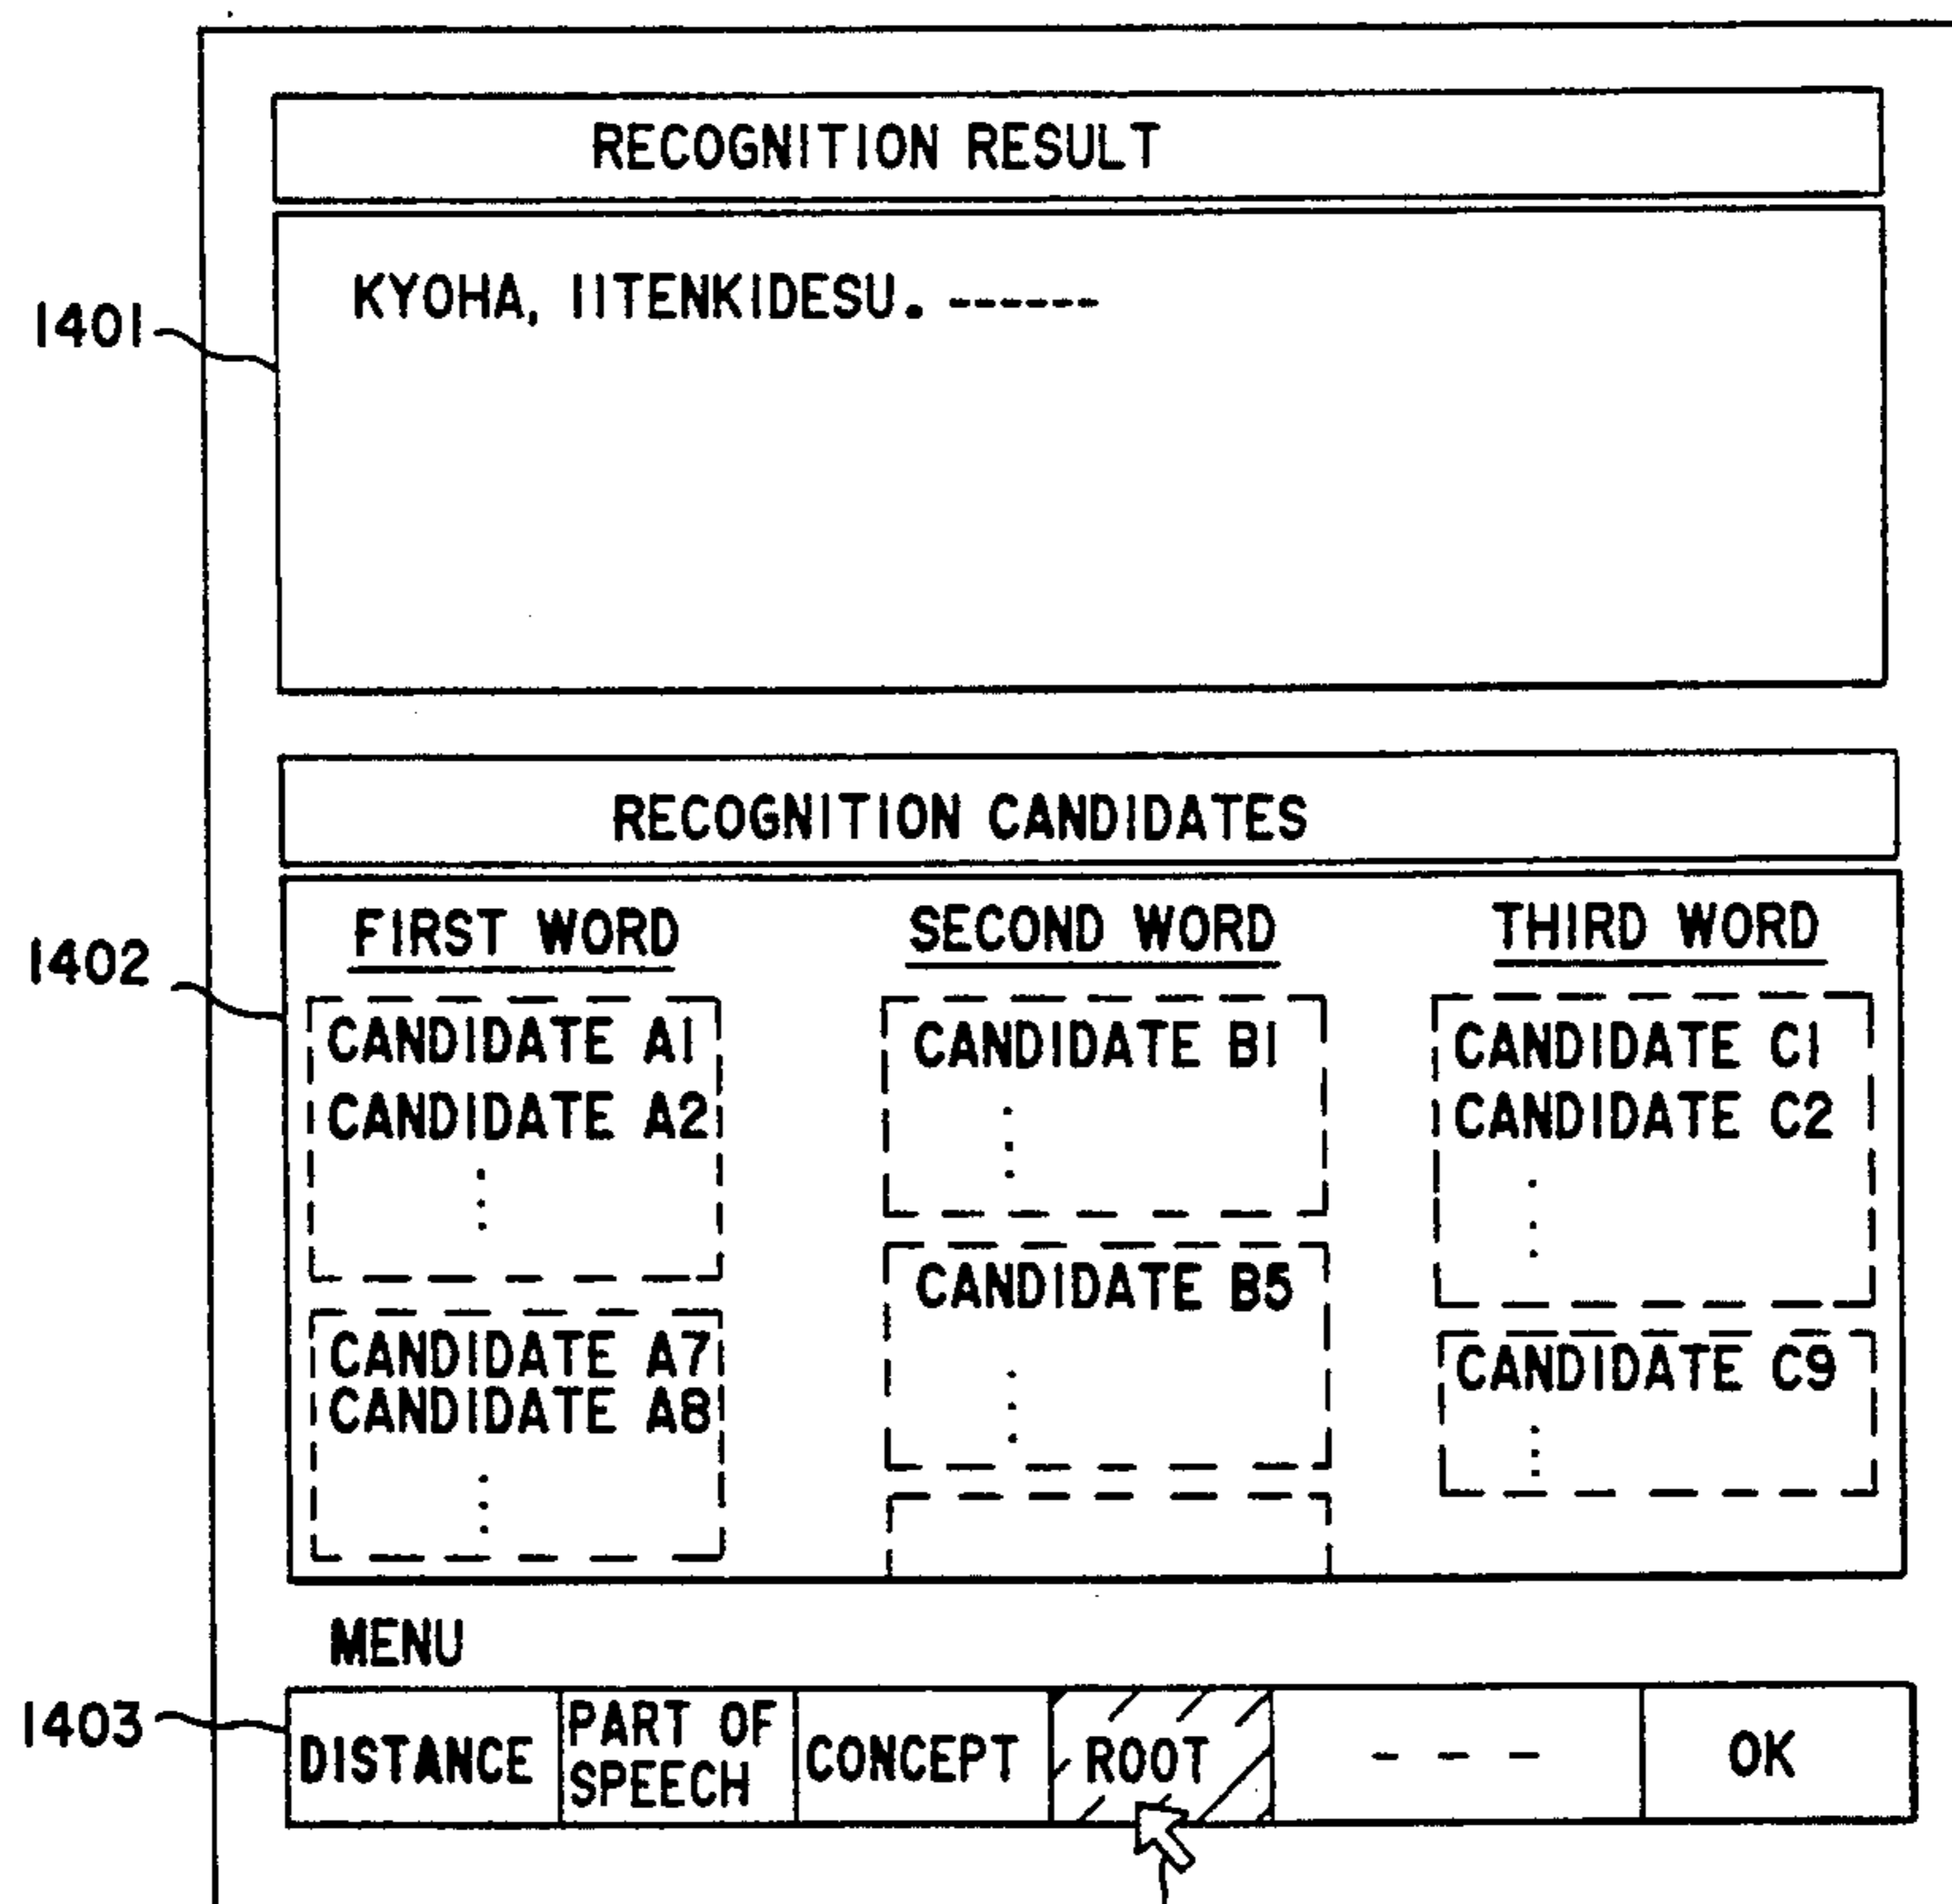 RECOGNITION RESULT
KYOHA, IITENKIDESU. ------
1401
RECOGNITION CANDIDATES
FIRST WORD SECOND WORD THIRD WORD
1402
CANDIDATE A1 CANDIDATE B1 CANDIDATE C1
CANDIDATE A2 CANDIDATE C2
CANDIDATE B5
CANDIDATE A7 CANDIDATE C9
CANDIDATE A8
MENU
1403
DISTANCE
PART OF
SPEECH
CONCEPT
ROOT
- - -
OK